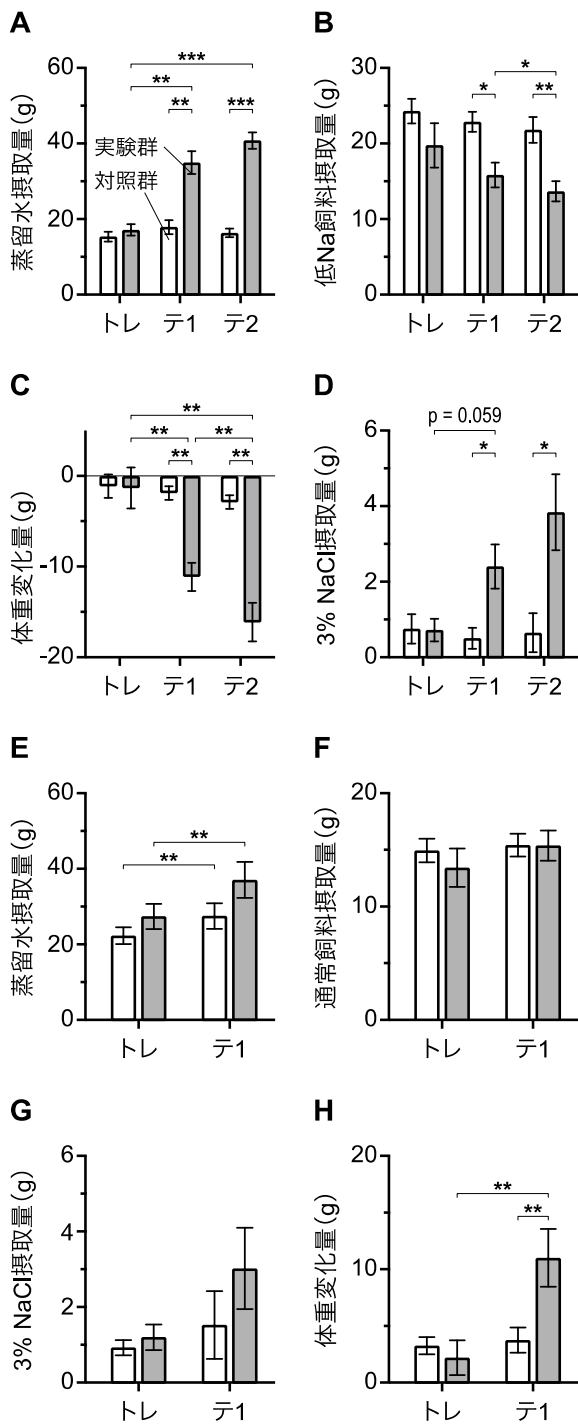 A
蒸留水摂取量(g)
60
40
20
0
***
**
**
***
実験群
対照群
トレ
テ1
テ2
B
低Na飼料摂取量(g)
30
20
10
0
*
*
**
トレ
テ1
テ2
C
体重変化量(g)
0
-10
-20
**
**
**
**
**
トレ
テ1
テ2
D
3% NaCl摂取量(g)
6
4
2
0
p = 0.059
*
*
トレ
テ1
テ2
E
蒸留水摂取量(g)
60
40
20
0
**
**
トレ
テ1
F
通常飼料摂取量(g)
20
10
0
トレ
テ1
G
3% NaCl摂取量(g)
6
4
2
0
トレ
テ1
H
体重変化量(g)
20
10
0
**
**
トレ
テ1